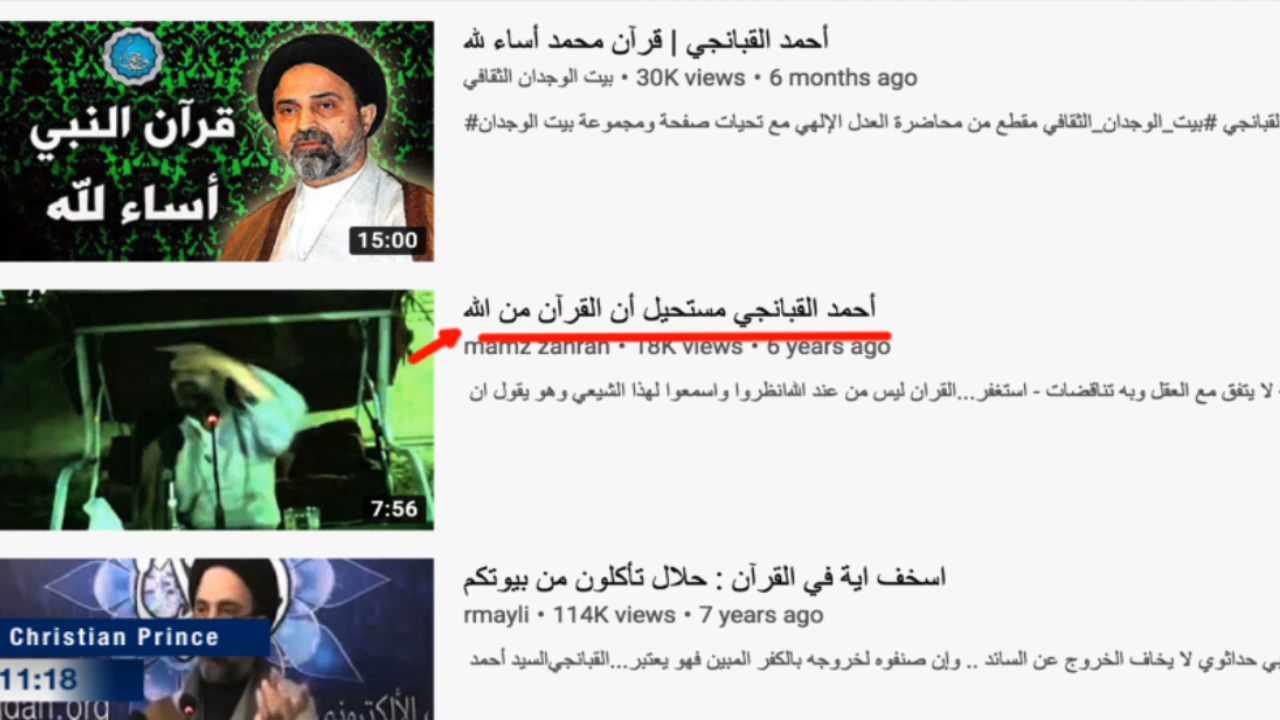 أحمد القبانجي | قرآن محمد أساء لله
قرآن النبي
أساء للّه
15:00
بيت الوجدان الثقافي • 30K views • 6 months ago
القبانجي #بيت_الوجدان_الثقافي مقطع من محاضرة العدل الإلهي مع تحيات صفحة ومجموعة بيت الوجدان#
أحمد القبانجي مستحيل أن القرآن من الله
7:56
mamz zahran • 18K views • 6 years ago
لا يتفق مع العقل وبه تناقضات - استغفر...القران ليس من عند اللهانظروا واسمعوا لهذا الشيعي وهو يقول ان
اسخف اية في القرآن : حلال تأكلون من بيوتكم
rmayli • 114K views • 7 years ago
حداثوي لا يخاف الخروج عن السائد .. وإن صنفوه لخروجه بالكفر المبين فهو يعتبر...القبانجيالسيد أحمد
Christian Prince
11:18